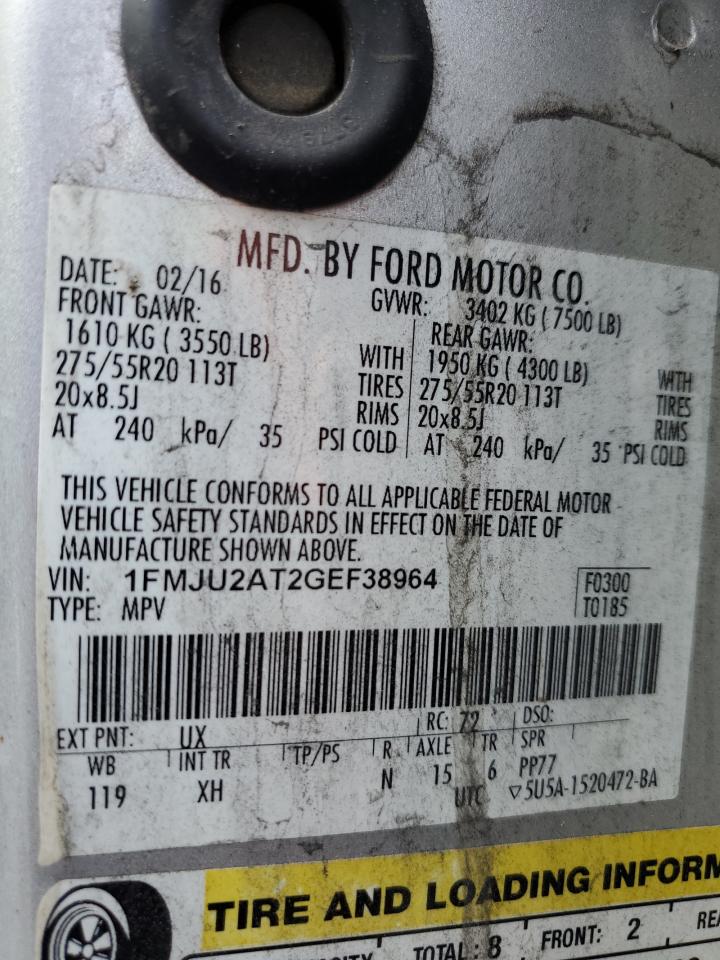 MFD. BY FORD MOTOR CO.
DATE: 02/16 GVWR: 3402 KG ( 7500 LB)
FRONT GAWR: REAR GAWR:
1610 KG ( 3550 LB) WITH 1950 KG ( 4300 LB) WITH
275/55R20 113T TIRES 275/55R20 113T TIRES
20x8.5J RIMS 20x8.5J RIMS
AT 240 kPa/ 35 PSI COLD AT 240 kPa/ 35 PSI COLD
THIS VEHICLE CONFORMS TO ALL APPLICABLE FEDERAL MOTOR
VEHICLE SAFETY STANDARDS IN EFFECT ON THE DATE OF
MANUFACTURE SHOWN ABOVE.
VIN: 1FMJU2AT2GEF38964 F0300
TYPE: MPV T0185
EXT PNT: UX RC: 72 DSO:
WB INT TR TP/PS R AXLE TR SPR
119 XH N 15 6 PP77
UTC ▽5U5A-1520472-BA
TIRE AND LOADING INFORM
TOTAL: 8 FRONT: 2 REA